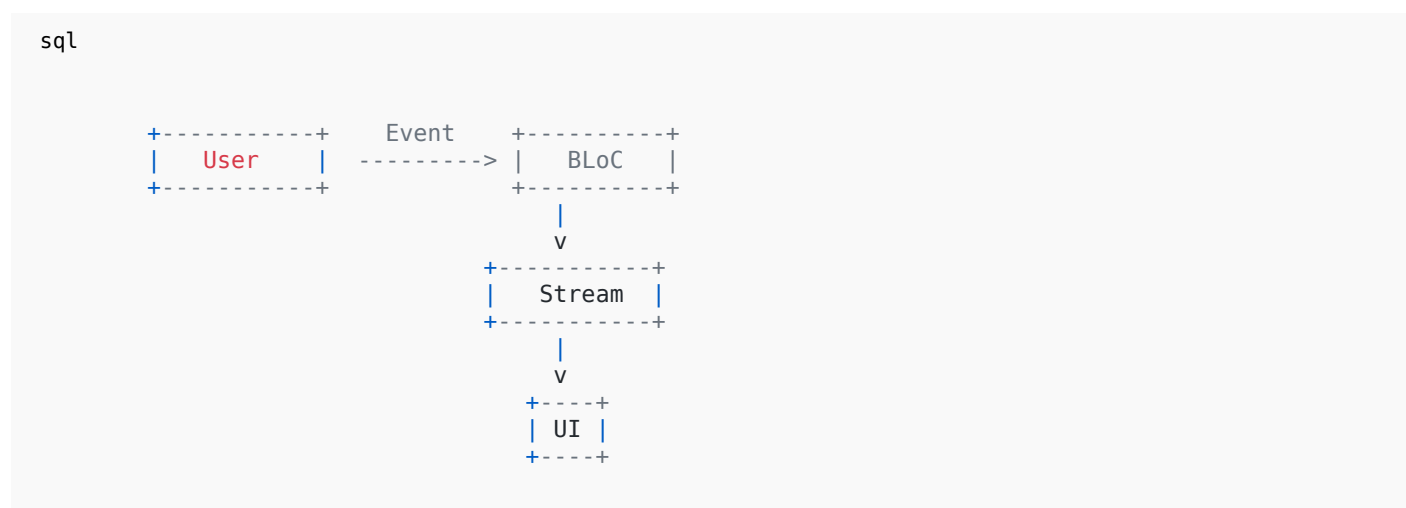 sql
+-----------+    Event    +----------+
|   User    |  ---------> |   BLoC   |
+-----------+             +----------+
|
v
+-----------+
|   Stream  |
+-----------+
|
v
+----+
| UI |
+----+